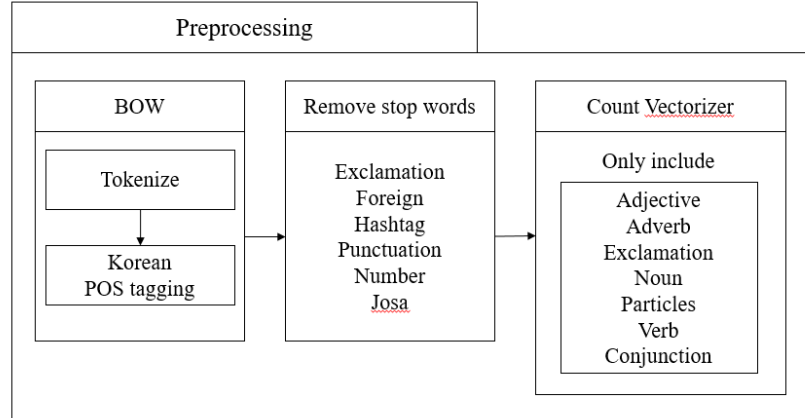 Preprocessing
BOW
Tokenize
Korean
POS tagging
Remove stop words
Exclamation
Foreign
Hashtag
Punctuation
Number
Josa
Count Vectorizer
Only include
Adjective
Adverb
Exclamation
Noun
Particles
Verb
Conjunction